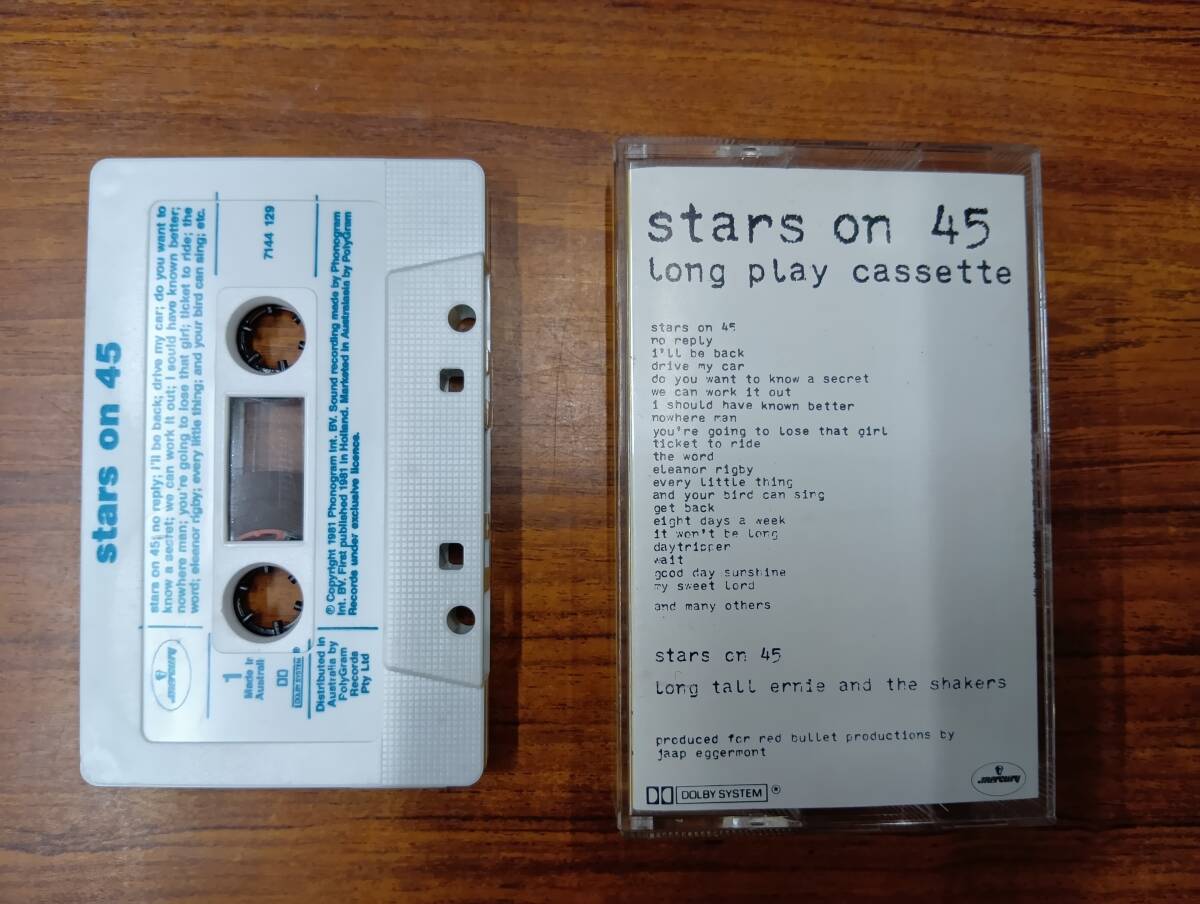 stars on 45
stars on 45; no reply; i'll be back; drive my car; do you want to
know a secret; we can work it out; i sould have known better;
nowhere man; you're going to lose that girl; ticket to ride; the
word; eleanor rigby; every little thing; and your bird can sing; etc.
7144 129
℗ Copyright 1981 Phonogram Int. BV. Sound recording made by Phonogram
Int. BV. First published 1981 in Holland. Marketed in Australasia by PolyGram
Records under exclusive licence.
mercury
1
Made in
Australi
DOLBY SYSTEM ®
Distributed in
Australia by
PolyGram
Records
Pty Ltd
stars on 45
long play cassette
stars on 45
no reply
i'll be back
drive my car
do you want to know a secret
we can work it out
i should have known better
nowhere man
you're going to lose that girl
ticket to ride
the word
eleanor rigby
every little thing
and your bird can sing
get back
eight days a week
it won't be long
daytripper
wait
good day sunshine
my sweet lord
and many others
stars on 45
long tall ernie and the shakers
produced for red bullet productions by
jaap eggermont
DOLBY SYSTEM ®
mercury